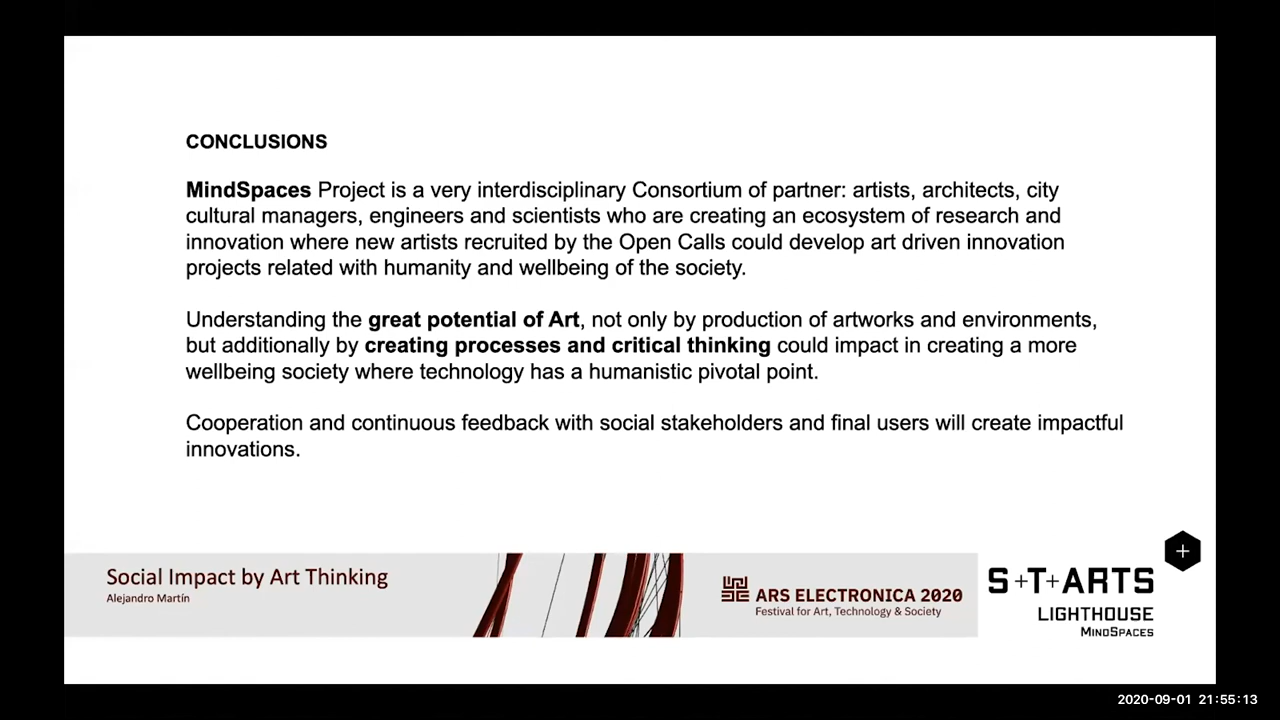 CONCLUSIONS
MindSpaces Project is a very interdisciplinary Consortium of partner: artists, architects, city
cultural managers, engineers and scientists who are creating an ecosystem of research and
innovation where new artists recruited by the Open Calls could develop art driven innovation
projects related with humanity and wellbeing of the society.
Understanding the great potential of Art, not only by production of artworks and environments,
but additionally by creating processes and critical thinking could impact in creating a more
wellbeing society where technology has a humanistic pivotal point.
Cooperation and continuous feedback with social stakeholders and final users will create impactful
innovations.
Social Impact by Art Thinking
Alejandro Martín
ARS ELECTRONICA 2020
Festival for Art, Technology & Society
+
S+T+ARTS
LIGHTHOUSE
MINDSPACES
2020-09-01 21:55:13